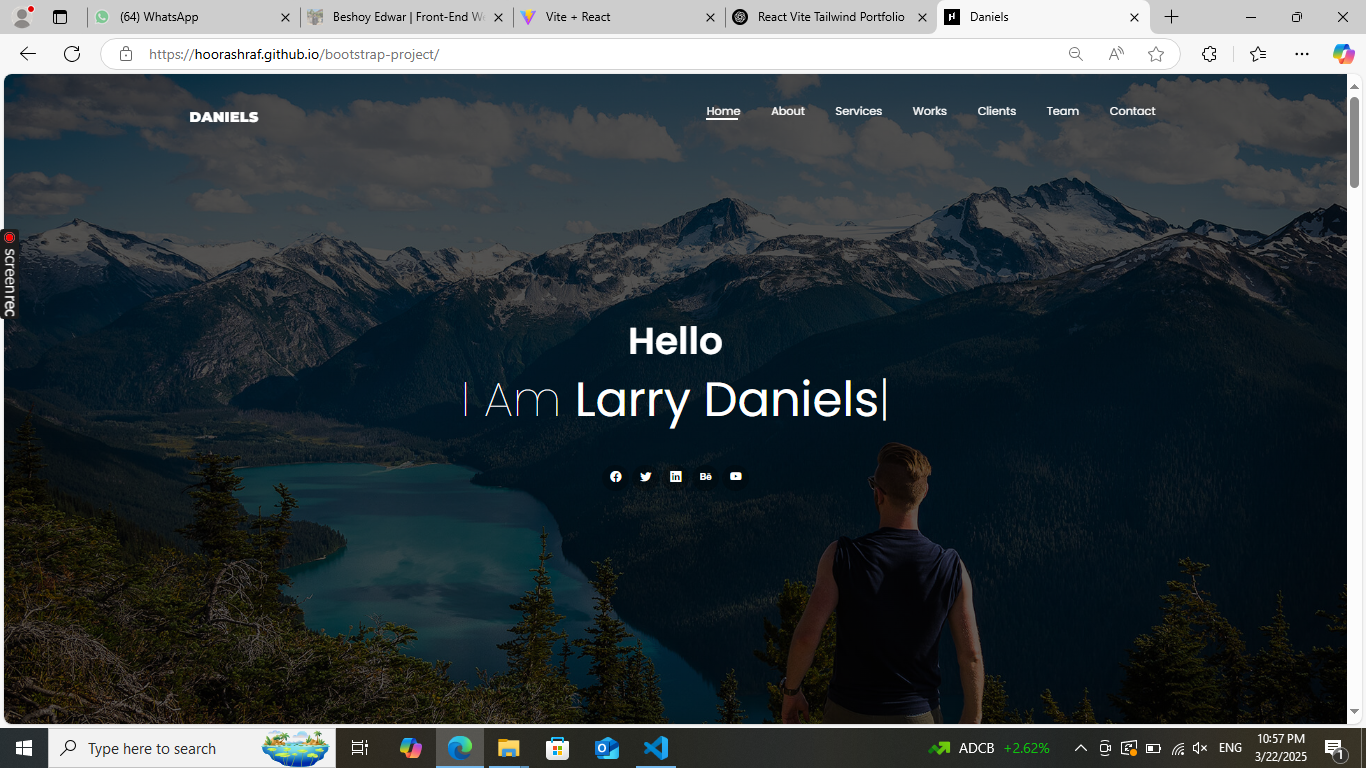 (64) WhatsApp
Beshoy Edwar | Front-End We
Vite + React
React Vite Tailwind Portfolio
Daniels
https://hoorashraf.github.io/bootstrap-project/
DANIELS
Home
About
Services
Works
Clients
Team
Contact
screenrec
Hello
I Am Larry Daniels|
Type here to search
ADCB +2.62%
ENG
10:57 PM
3/22/2025
1